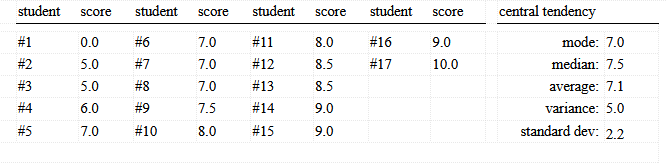 student score student score student score student score central tendency
#1 0.0 #6 7.0 #11 8.0 #16 9.0 mode: 7.0
#2 5.0 #7 7.0 #12 8.5 #17 10.0 median: 7.5
#3 5.0 #8 7.0 #13 8.5 average: 7.1
#4 6.0 #9 7.5 #14 9.0 variance: 5.0
#5 7.0 #10 8.0 #15 9.0 standard dev: 2.2